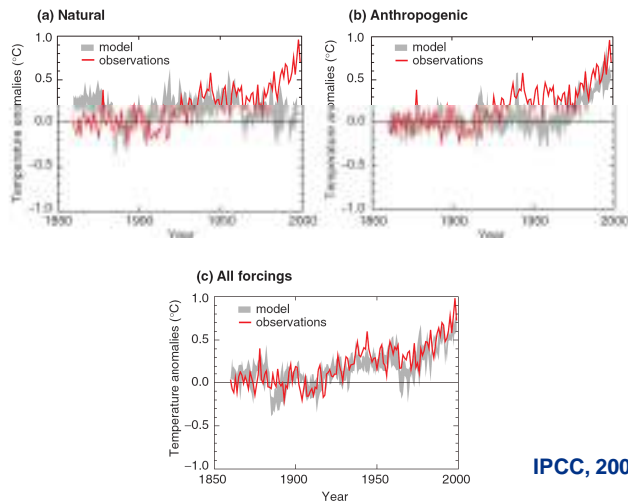 (a) Natural
1.0
model
observations
0.5
0.0
−0.5
−1.0
Temperature anomalies (°C)
1850
1900
1950
2000
Year
(b) Anthropogenic
1.0
model
observations
0.5
0.0
−0.5
−1.0
Temperature anomalies (°C)
1850
1900
1950
2000
Year
(c) All forcings
1.0
model
observations
0.5
0.0
−0.5
−1.0
Temperature anomalies (°C)
1850
1900
1950
2000
Year
IPCC, 200